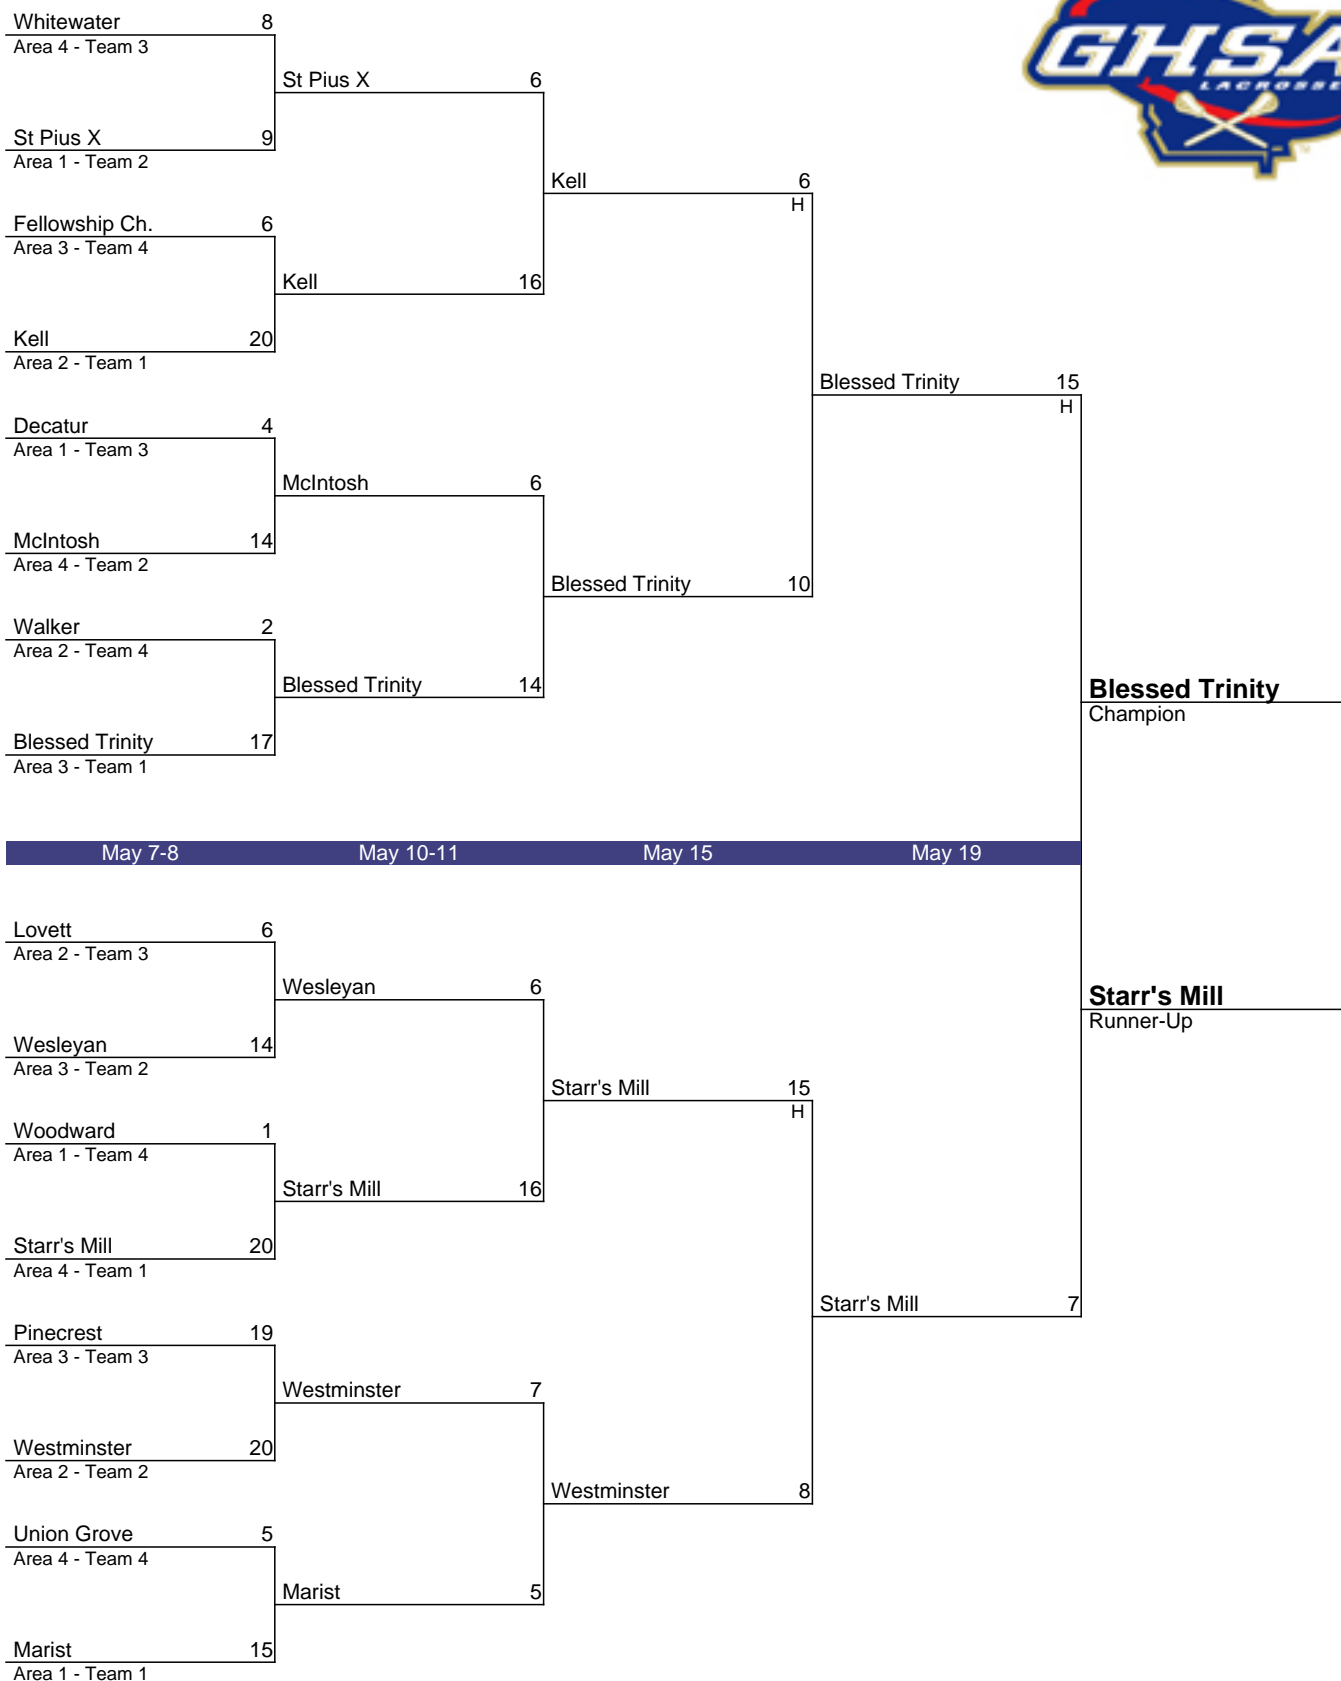 GHSA
LACROSSE
Whitewater 8
Area 4 - Team 3
St Pius X 6
St Pius X 9
Area 1 - Team 2
Kell 6
H
Fellowship Ch. 6
Area 3 - Team 4
Kell 16
Kell 20
Area 2 - Team 1
Blessed Trinity 15
H
Decatur 4
Area 1 - Team 3
McIntosh 6
McIntosh 14
Area 4 - Team 2
Blessed Trinity 10
Walker 2
Area 2 - Team 4
Blessed Trinity 14
Blessed Trinity
Champion
Blessed Trinity 17
Area 3 - Team 1
May 7-8 May 10-11 May 15 May 19
Lovett 6
Area 2 - Team 3
Wesleyan 6
Starr's Mill
Runner-Up
Wesleyan 14
Area 3 - Team 2
Starr's Mill 15
H
Woodward 1
Area 1 - Team 4
Starr's Mill 16
Starr's Mill 20
Area 4 - Team 1
Starr's Mill 7
Pinecrest 19
Area 3 - Team 3
Westminster 7
Westminster 20
Area 2 - Team 2
Westminster 8
Union Grove 5
Area 4 - Team 4
Marist 5
Marist 15
Area 1 - Team 1